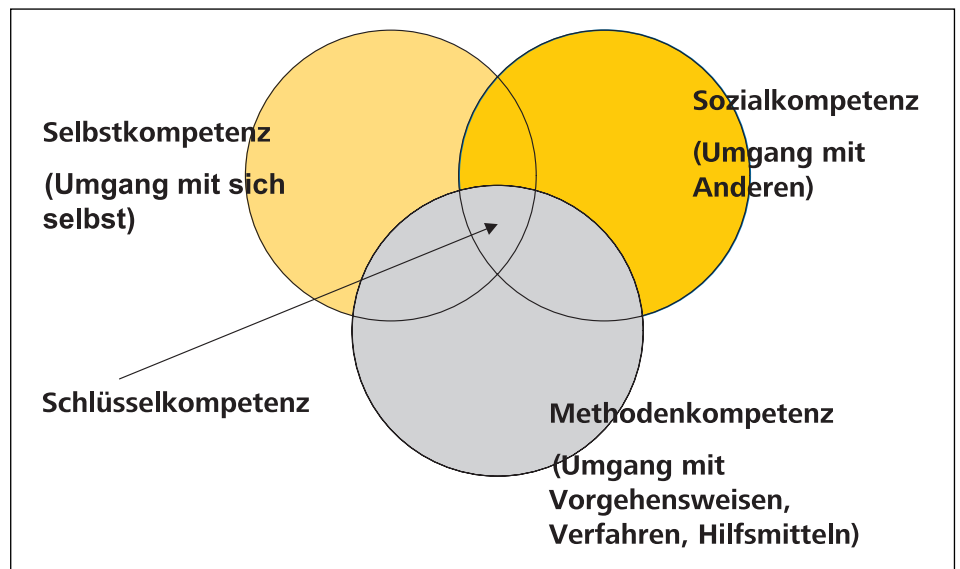 Selbstkompetenz
(Umgang mit sich
selbst)
Sozialkompetenz
(Umgang mit
Anderen)
Schlüsselkompetenz
Methodenkompetenz
(Umgang mit
Vorgehensweisen,
Verfahren, Hilfsmitteln)